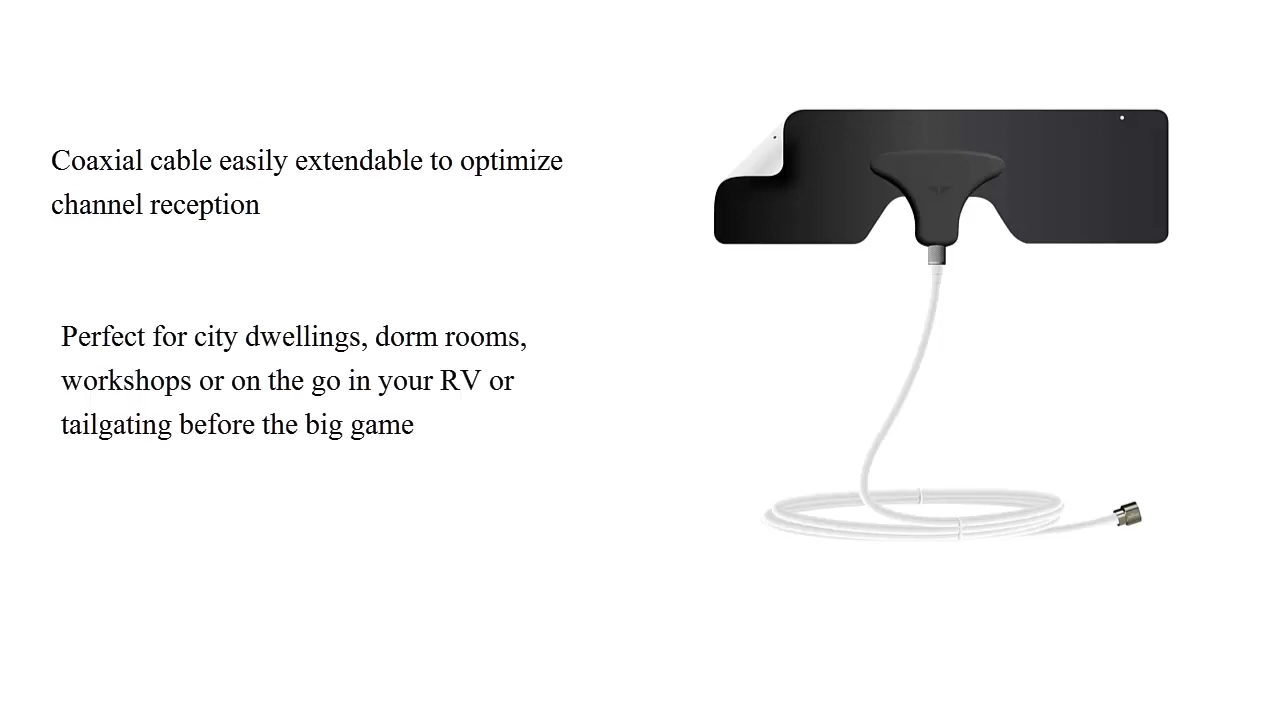 Coaxial cable easily extendable to optimize
channel reception
Perfect for city dwellings, dorm rooms,
workshops or on the go in your RV or
tailgating before the big game